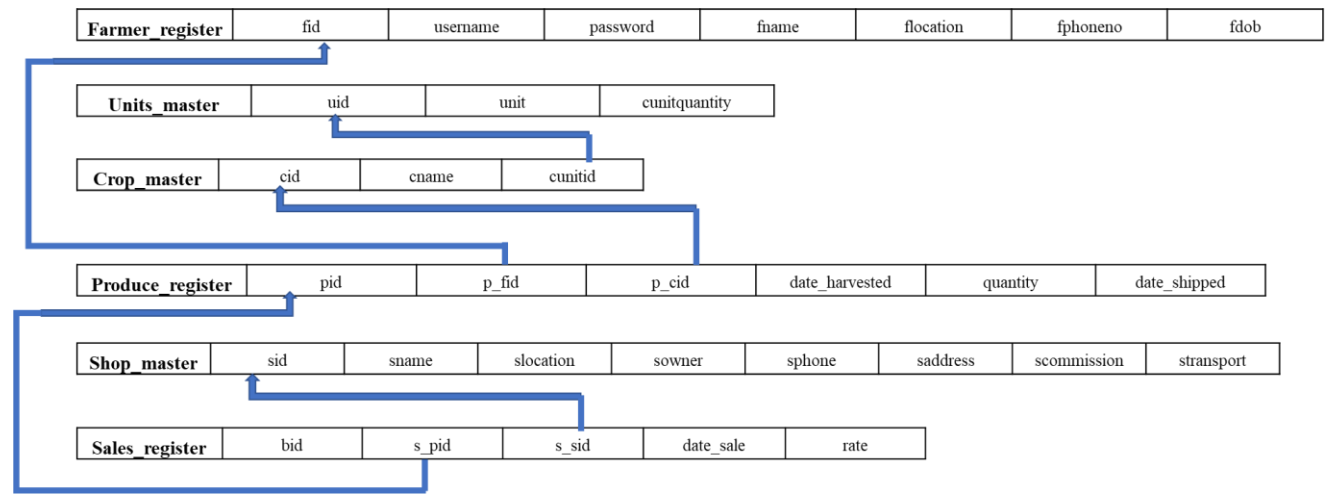 Farmer_register fid username password fname flocation fphoneno fdob
Units_master uid unit cunitquantity
Crop_master cid cname cunitid
Produce_register pid p_fid p_cid date_harvested quantity date_shipped
Shop_master sid sname slocation sowner sphone saddress scommission stransport
Sales_register bid s_pid s_sid date_sale rate